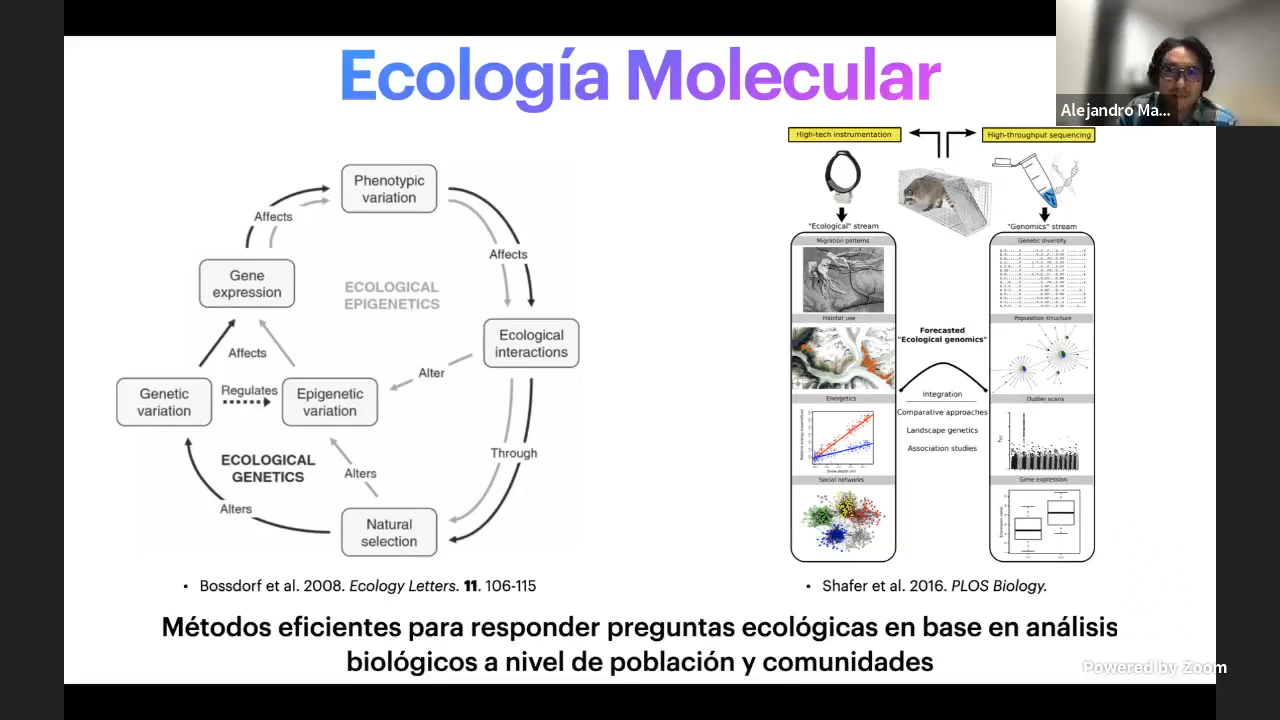 Ecología Molecular
Alejandro Ma...
Phenotypic
variation
Affects
Affects
Gene
expression
ECOLOGICAL
EPIGENETICS
Ecological
interactions
Affects
Alter
Genetic
variation
Regulates
Epigenetic
variation
ECOLOGICAL
GENETICS
Alters
Through
Alters
Natural
selection
• Bossdorf et al. 2008. Ecology Letters. 11. 106-115
High-tech instrumentation
High-throughput sequencing
"Ecological" stream
"Genomics" stream
Migration patterns
Genetic diversity
Habitat use
Population structure
Forecasted
"Ecological genomics"
Integration
Comparative approaches
Landscape genetics
Association studies
Energetics
Outlier scans
Social networks
Gene expression
• Shafer et al. 2016. PLOS Biology.
Métodos eficientes para responder preguntas ecológicas en base en análisis
biológicos a nivel de población y comunidades
Powered by Zoom